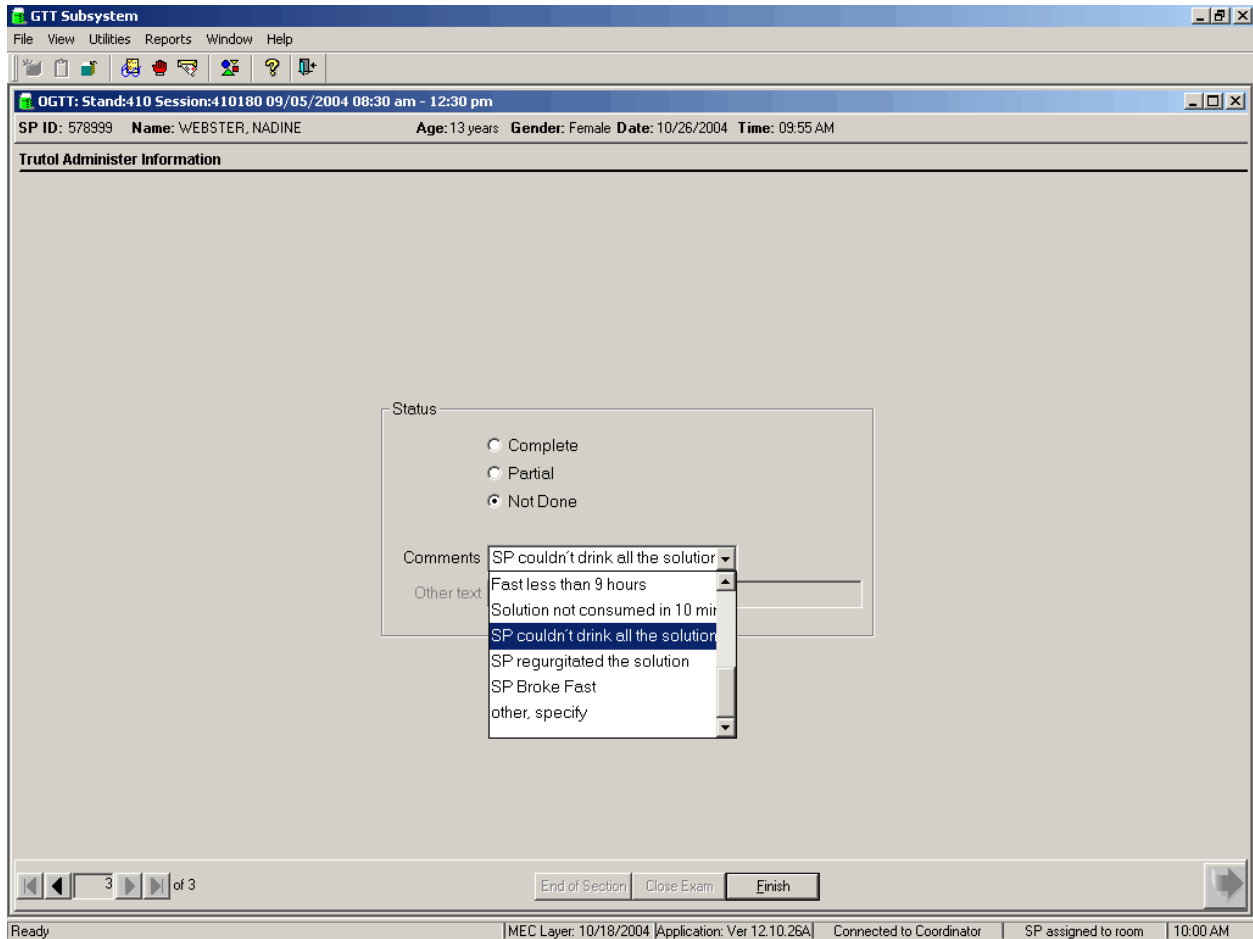 GTT Subsystem
File View Utilities Reports Window Help
OGTT: Stand:410 Session:410180 09/05/2004 08:30 am - 12:30 pm
SP ID: 578999 Name: WEBSTER, NADINE Age: 13 years Gender: Female Date: 10/26/2004 Time: 09:55 AM
Trutol Administer Information
Status
Complete
Partial
Not Done
Comments SP couldn´t drink all the solution
Other text
Fast less than 9 hours
Solution not consumed in 10 min
SP couldn´t drink all the solution
SP regurgitated the solution
SP Broke Fast
other, specify
3 of 3 End of Section Close Exam Finish
Ready MEC Layer: 10/18/2004 Application: Ver 12.10.26A Connected to Coordinator SP assigned to room 10:00 AM